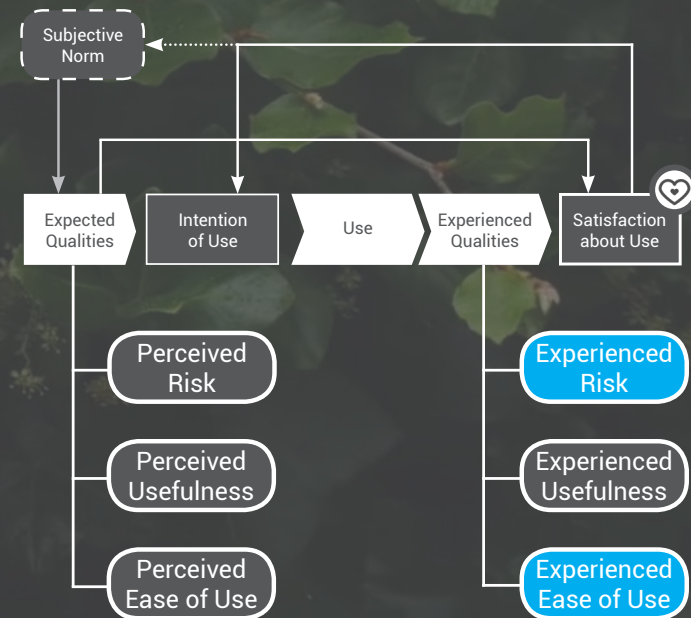 Subjective
Norm
Expected
Qualities
Intention
of Use
Use
Experienced
Qualities
Satisfaction
about Use
Perceived
Risk
Perceived
Usefulness
Perceived
Ease of Use
Experienced
Risk
Experienced
Usefulness
Experienced
Ease of Use